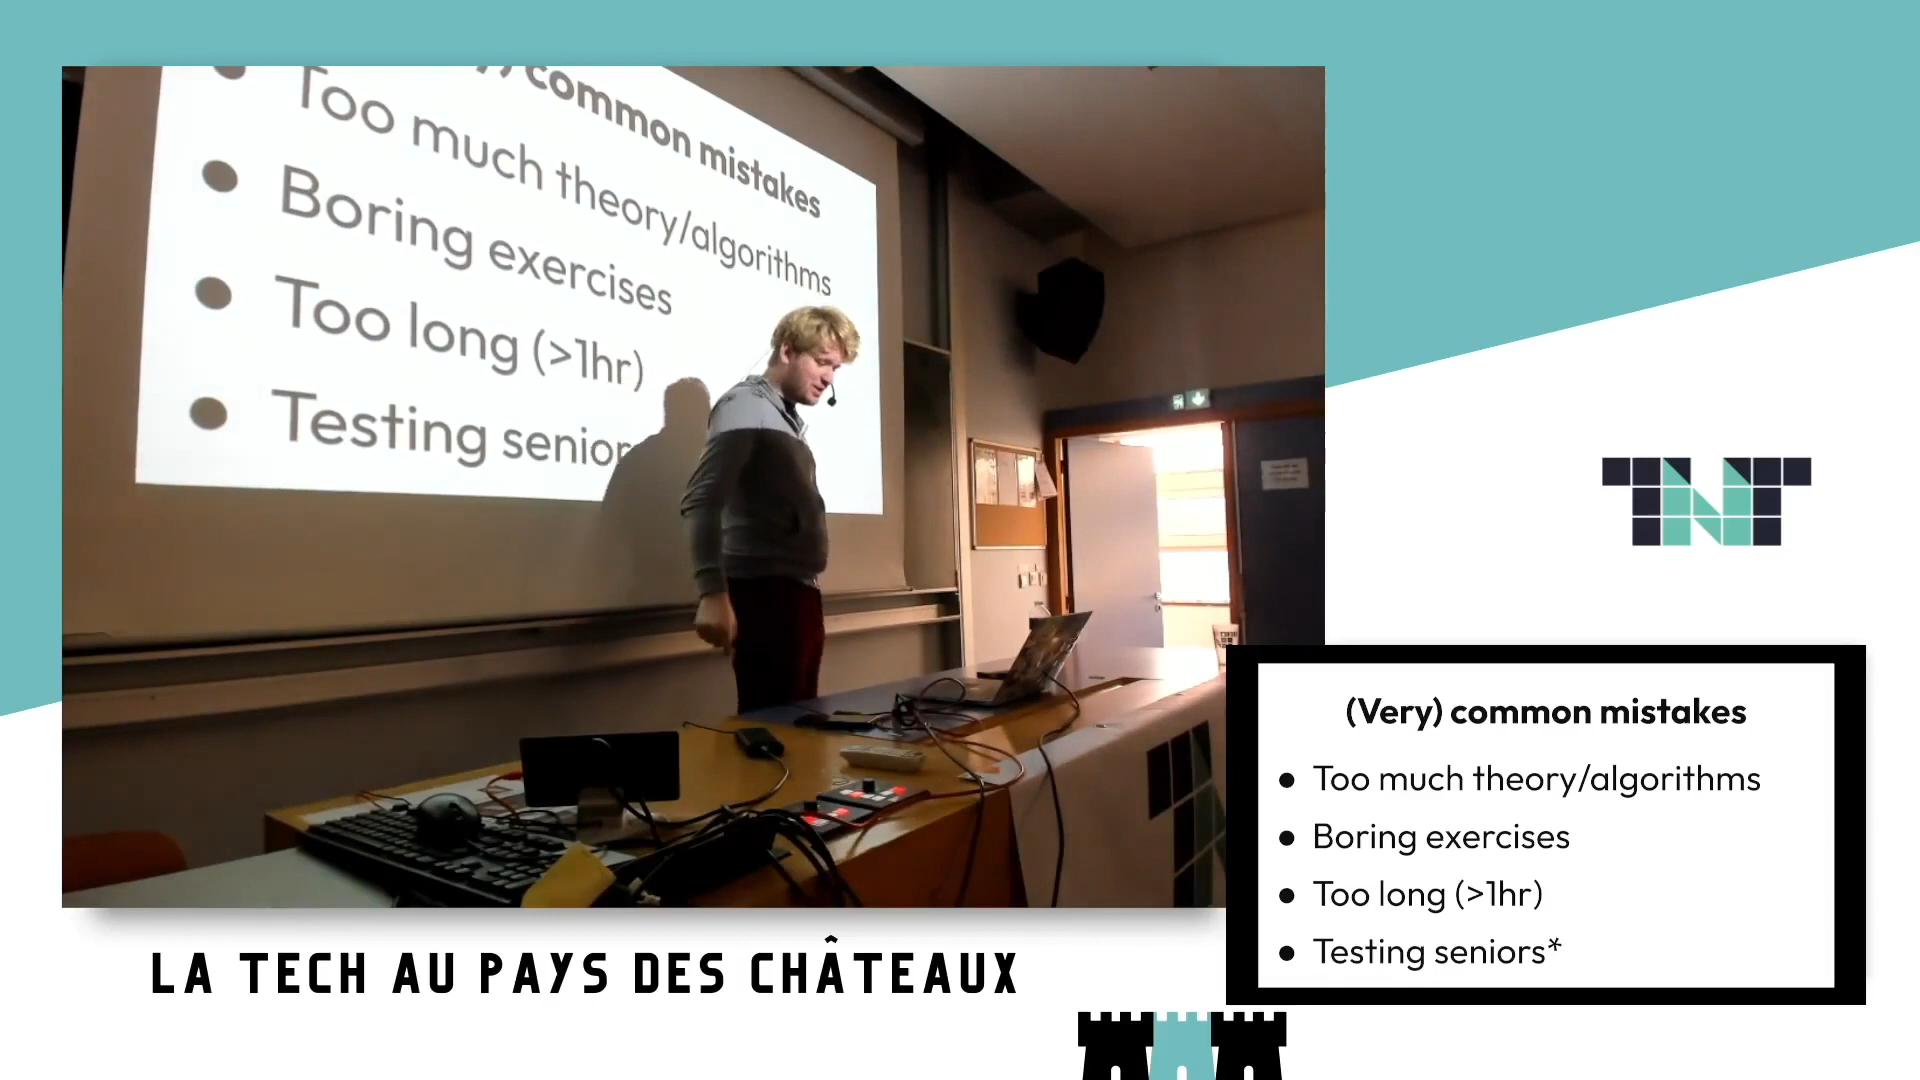 common mistakes
Too much theory/algorithms
Boring exercises
Too long (>1hr)
Testing senior
TNT
(Very) common mistakes
Too much theory/algorithms
Boring exercises
Too long (>1hr)
Testing seniors*
LA TECH AU PAYS DES CHÂTEAUX